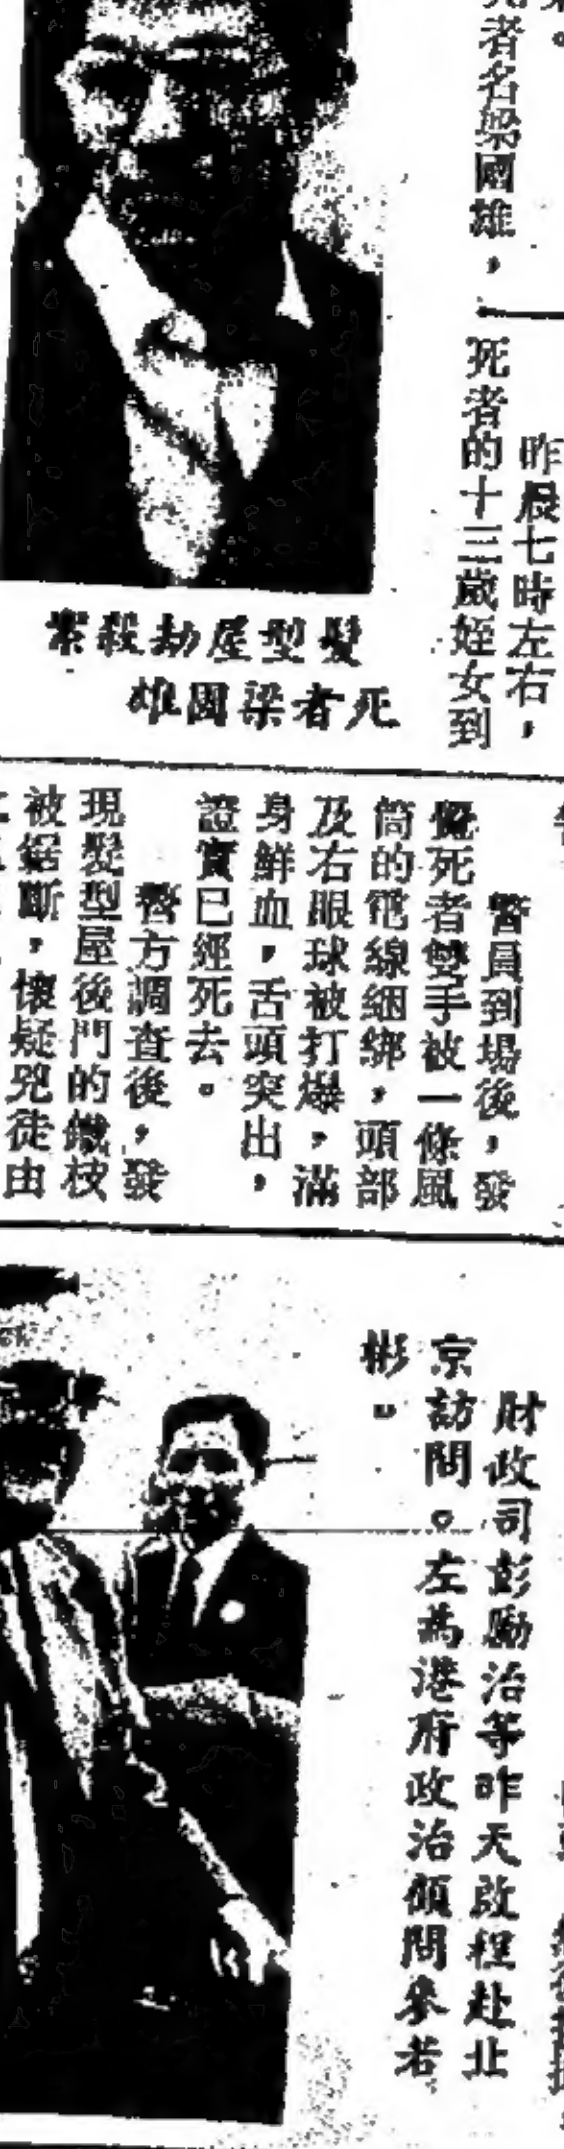 者名梁國雄，
昨晨七時左右，
死者的十三歲姪女到
髮型屋劫殺案
死者梁國雄
警員到場後，發
覺死者雙手被一條風
筒的電線綑綁，頭部
及右眼球被打爆，滿
身鮮血，舌頭突出，
證實已經死去。
警方調查後，發
現髮型屋後門的鐵枝
被鋸斷，懷疑兇徒由
財政司彭勵治等昨天啟程赴北
京訪問。左為港府政治顧問麥若
彬。